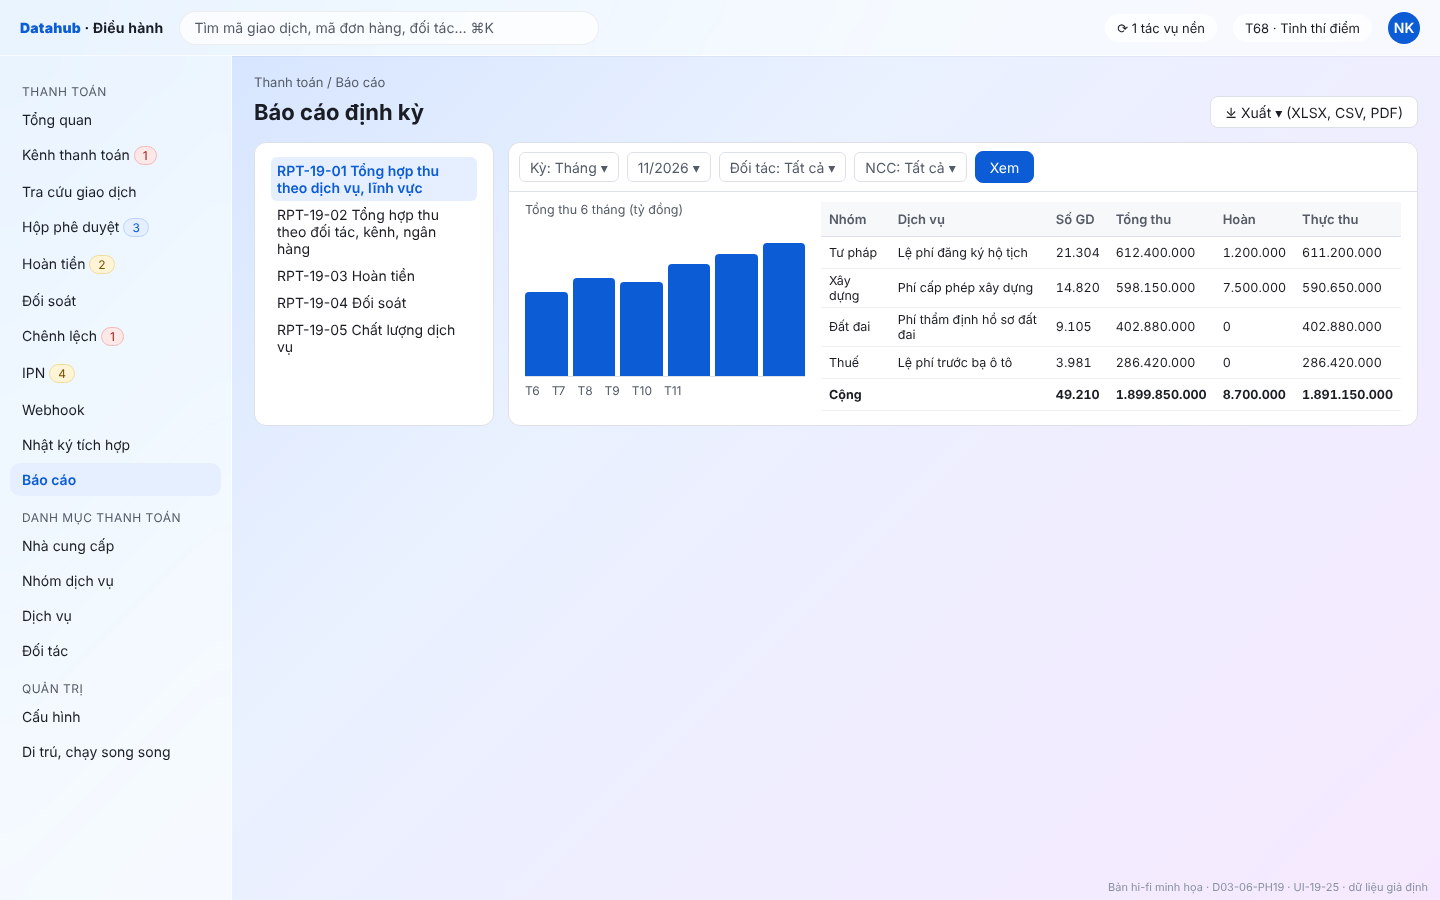 Datahub · Điều hành
Tìm mã giao dịch, mã đơn hàng, đối tác... ⌘K
⟳ 1 tác vụ nền
T68 · Tỉnh thí điểm
NK
THANH TOÁN
Tổng quan
Kênh thanh toán 1
Tra cứu giao dịch
Hộp phê duyệt 3
Hoàn tiền 2
Đối soát
Chênh lệch 1
IPN 4
Webhook
Nhật ký tích hợp
Báo cáo
DANH MỤC THANH TOÁN
Nhà cung cấp
Nhóm dịch vụ
Dịch vụ
Đối tác
QUẢN TRỊ
Cấu hình
Di trú, chạy song song
Thanh toán / Báo cáo
Báo cáo định kỳ
Xuất ▾ (XLSX, CSV, PDF)
RPT-19-01 Tổng hợp thu
theo dịch vụ, lĩnh vực
RPT-19-02 Tổng hợp thu
theo đối tác, kênh, ngân
hàng
RPT-19-03 Hoàn tiền
RPT-19-04 Đối soát
RPT-19-05 Chất lượng dịch
vụ
Kỳ: Tháng ▾
11/2026 ▾
Đối tác: Tất cả ▾
NCC: Tất cả ▾
Xem
Tổng thu 6 tháng (tỷ đồng)
T6 T7 T8 T9 T10 T11
Nhóm Dịch vụ Số GD Tổng thu Hoàn Thực thu
Tư pháp Lệ phí đăng ký hộ tịch 21.304 612.400.000 1.200.000 611.200.000
Xây
dựng Phí cấp phép xây dựng 14.820 598.150.000 7.500.000 590.650.000
Đất đai Phí thẩm định hồ sơ đất
đai 9.105 402.880.000 0 402.880.000
Thuế Lệ phí trước bạ ô tô 3.981 286.420.000 0 286.420.000
Cộng 49.210 1.899.850.000 8.700.000 1.891.150.000
Bản hi-fi minh họa · D03-06-PH19 · UI-19-25 · dữ liệu giả định